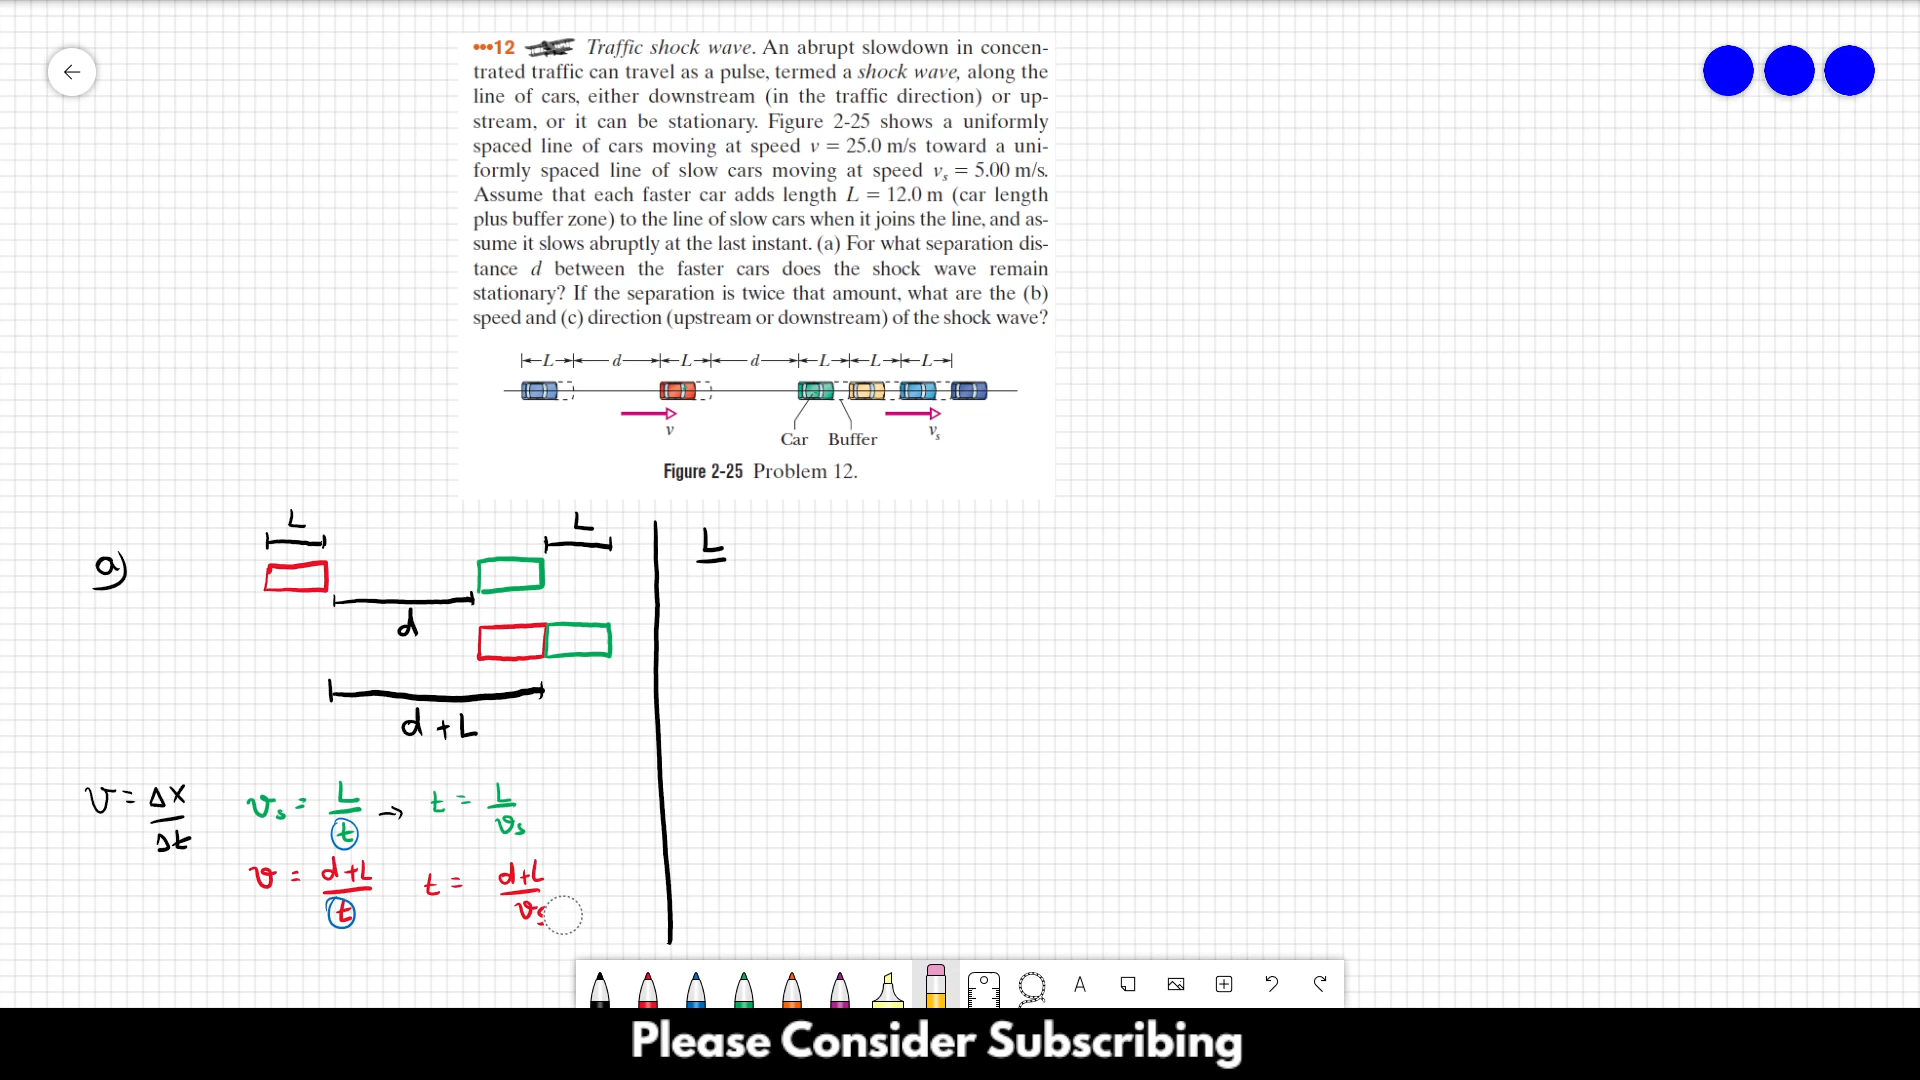 •••12 Traffic shock wave. An abrupt slowdown in concen-
trated traffic can travel as a pulse, termed a shock wave, along the
line of cars, either downstream (in the traffic direction) or up-
stream, or it can be stationary. Figure 2-25 shows a uniformly
spaced line of cars moving at speed v = 25.0 m/s toward a uni-
formly spaced line of slow cars moving at speed vₛ = 5.00 m/s.
Assume that each faster car adds length L = 12.0 m (car length
plus buffer zone) to the line of slow cars when it joins the line, and as-
sume it slows abruptly at the last instant. (a) For what separation dis-
tance d between the faster cars does the shock wave remain
stationary? If the separation is twice that amount, what are the (b)
speed and (c) direction (upstream or downstream) of the shock wave?
L d L d L L L
v vₛ
Car Buffer
Figure 2-25 Problem 12.
L L
L
a)
d
d + L
v = Δx/Δt vₛ = L/t → t = L/vₛ
v = d+L/t t = d+L/v
A
Please Consider Subscribing